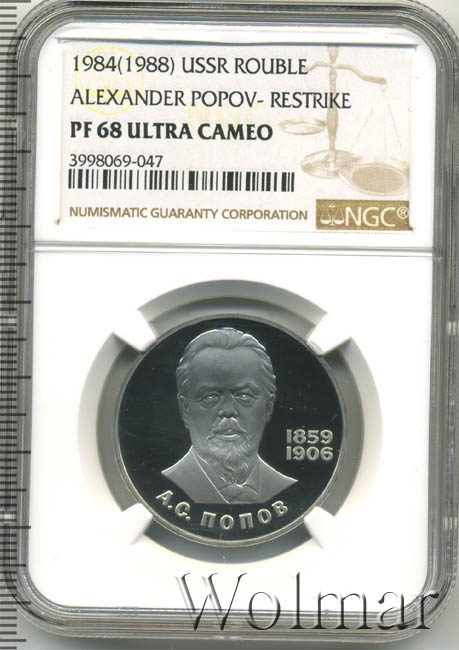 1984(1988) USSR ROUBLE
ALEXANDER POPOV- RESTRIKE
PF 68 ULTRA CAMEO
3998069-047
NUMISMATIC GUARANTY CORPORATION
NGC®
1859
1906
А.С. ПОПОВ
Wolmar